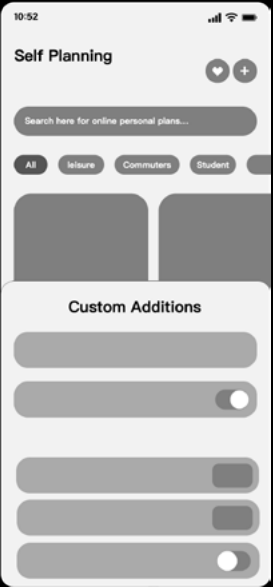 10:52
Self Planning
Search here for online personal plans...
All leisure Commuters Student
Custom Additions